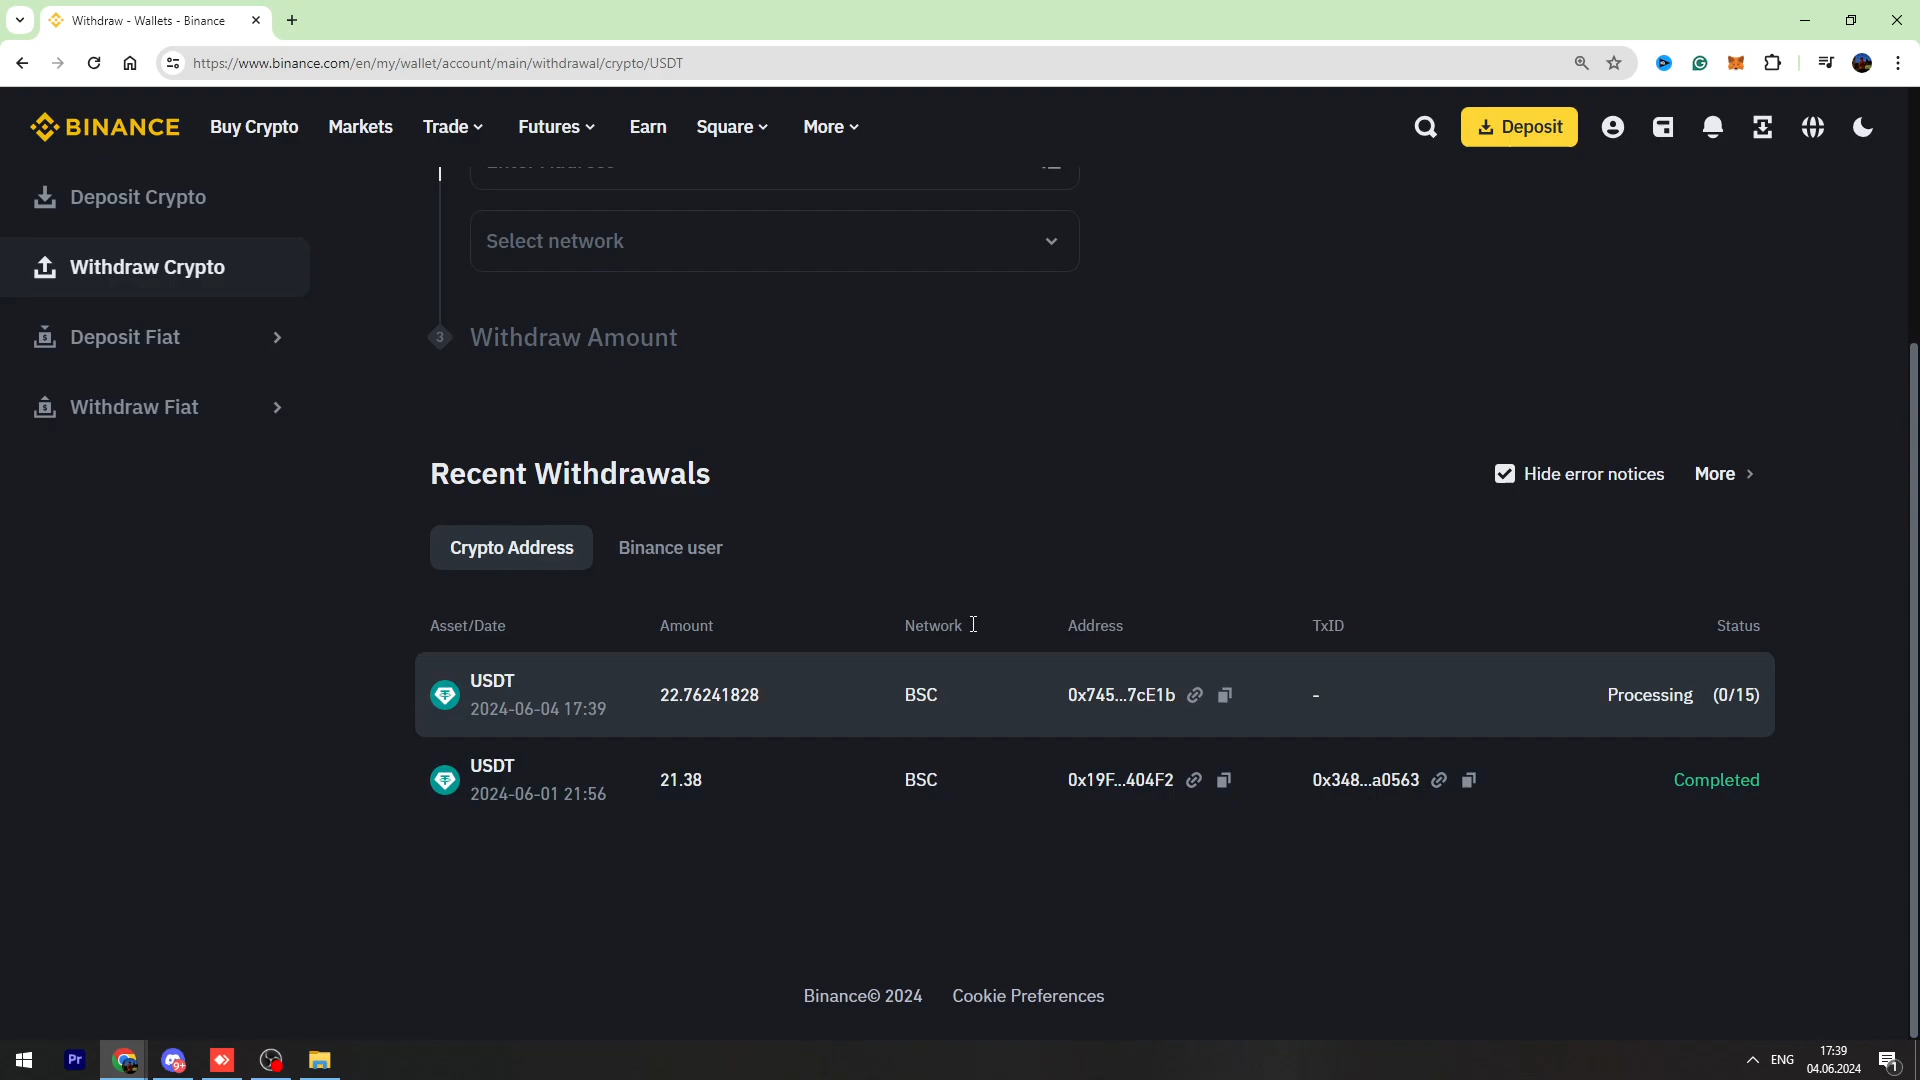 Withdraw - Wallets - Binance
https://www.binance.com/en/my/wallet/account/main/withdrawal/crypto/USDT
BINANCE
Buy Crypto
Markets
Trade
Futures
Earn
Square
More
Deposit
Deposit Crypto
Withdraw Crypto
Deposit Fiat
Withdraw Fiat
Select network
3
Withdraw Amount
Recent Withdrawals
Hide error notices
More
Crypto Address
Binance user
Asset/Date Amount Network Address TxID Status
USDT
2024-06-04 17:39
22.76241828 BSC 0x745...7cE1b - Processing (0/15)
USDT
2024-06-01 21:56
21.38 BSC 0x19F...404F2 0x348...a0563 Completed
Binance© 2024
Cookie Preferences
Pr
9+
ENG
17:39
04.06.2024
1